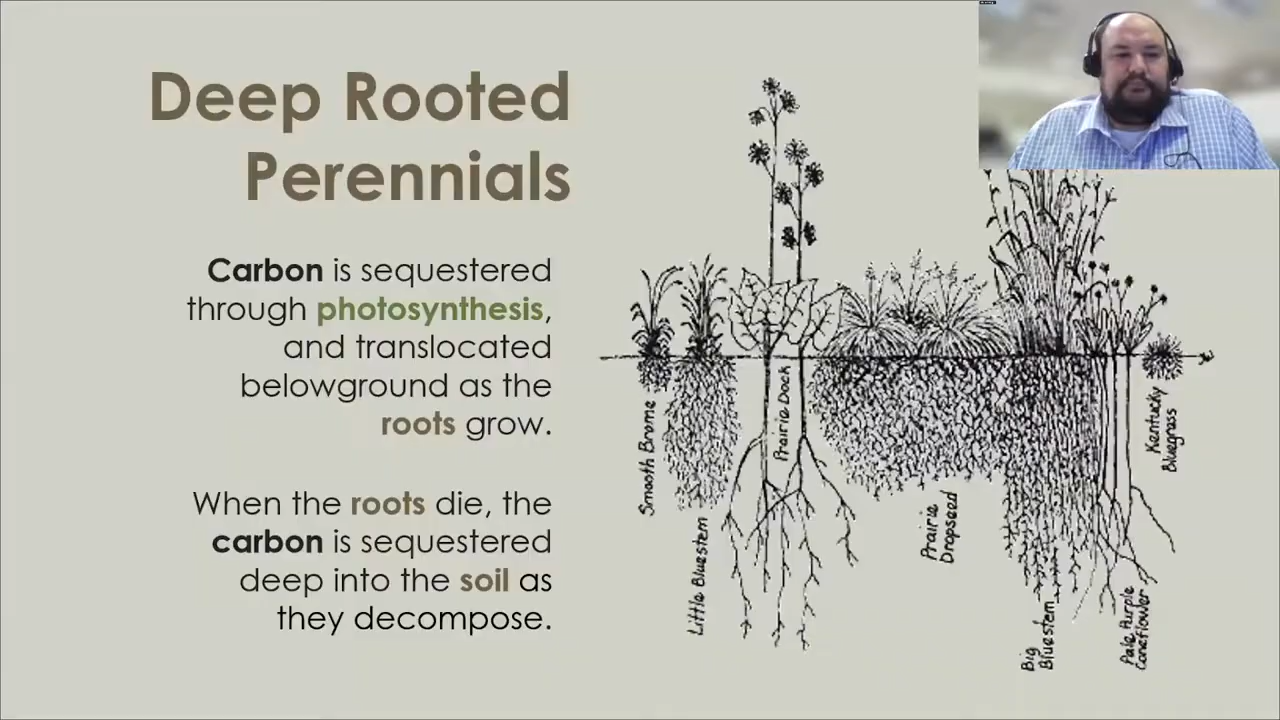 Deep Rooted
Perennials
Carbon is sequestered
through photosynthesis,
and translocated
belowground as the
roots grow.
When the roots die, the
carbon is sequestered
deep into the soil as
they decompose.
Smooth Brome
Little Bluestem
Prairie Dock
Prairie
Dropseed
Big
Bluestem
Pale Purple
Coneflower
Kentucky
Bluegrass